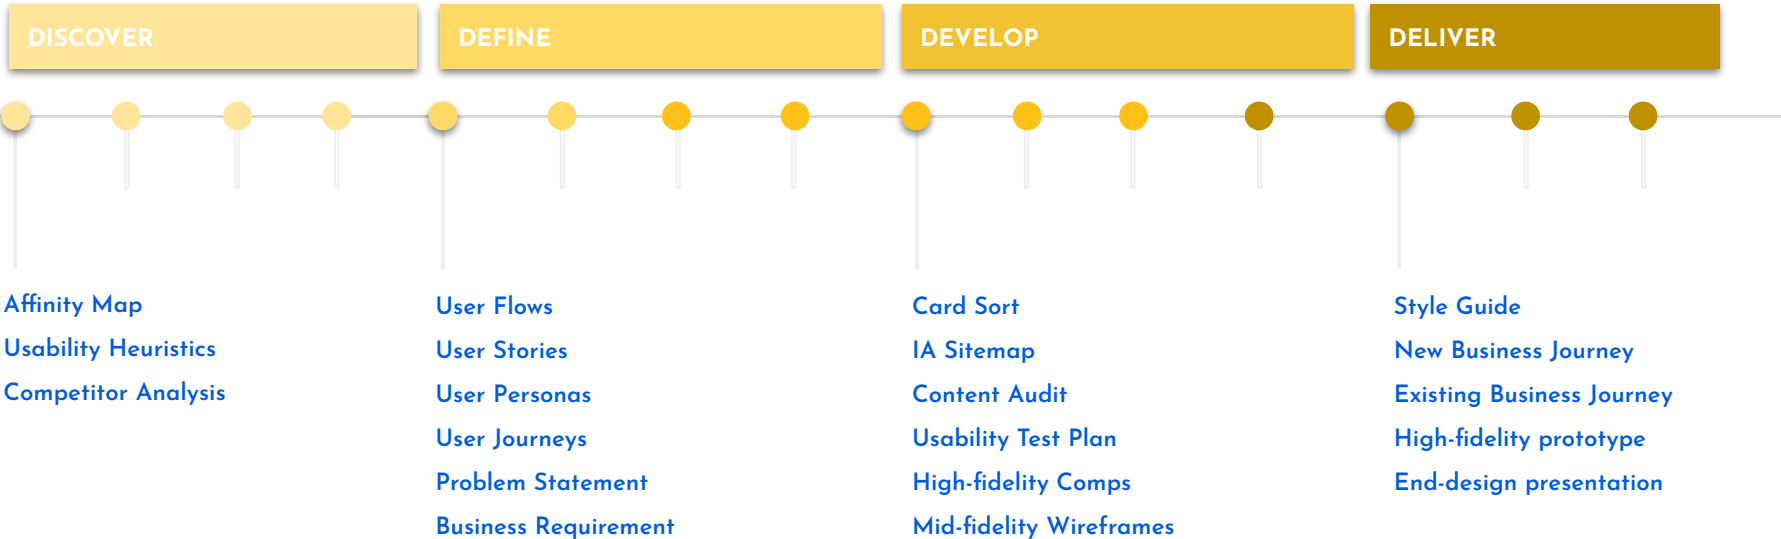 DISCOVER
DEFINE
DEVELOP
DELIVER
Affinity Map
Usability Heuristics
Competitor Analysis
User Flows
User Stories
User Personas
User Journeys
Problem Statement
Business Requirement
Card Sort
IA Sitemap
Content Audit
Usability Test Plan
High-fidelity Comps
Mid-fidelity Wireframes
Style Guide
New Business Journey
Existing Business Journey
High-fidelity prototype
End-design presentation